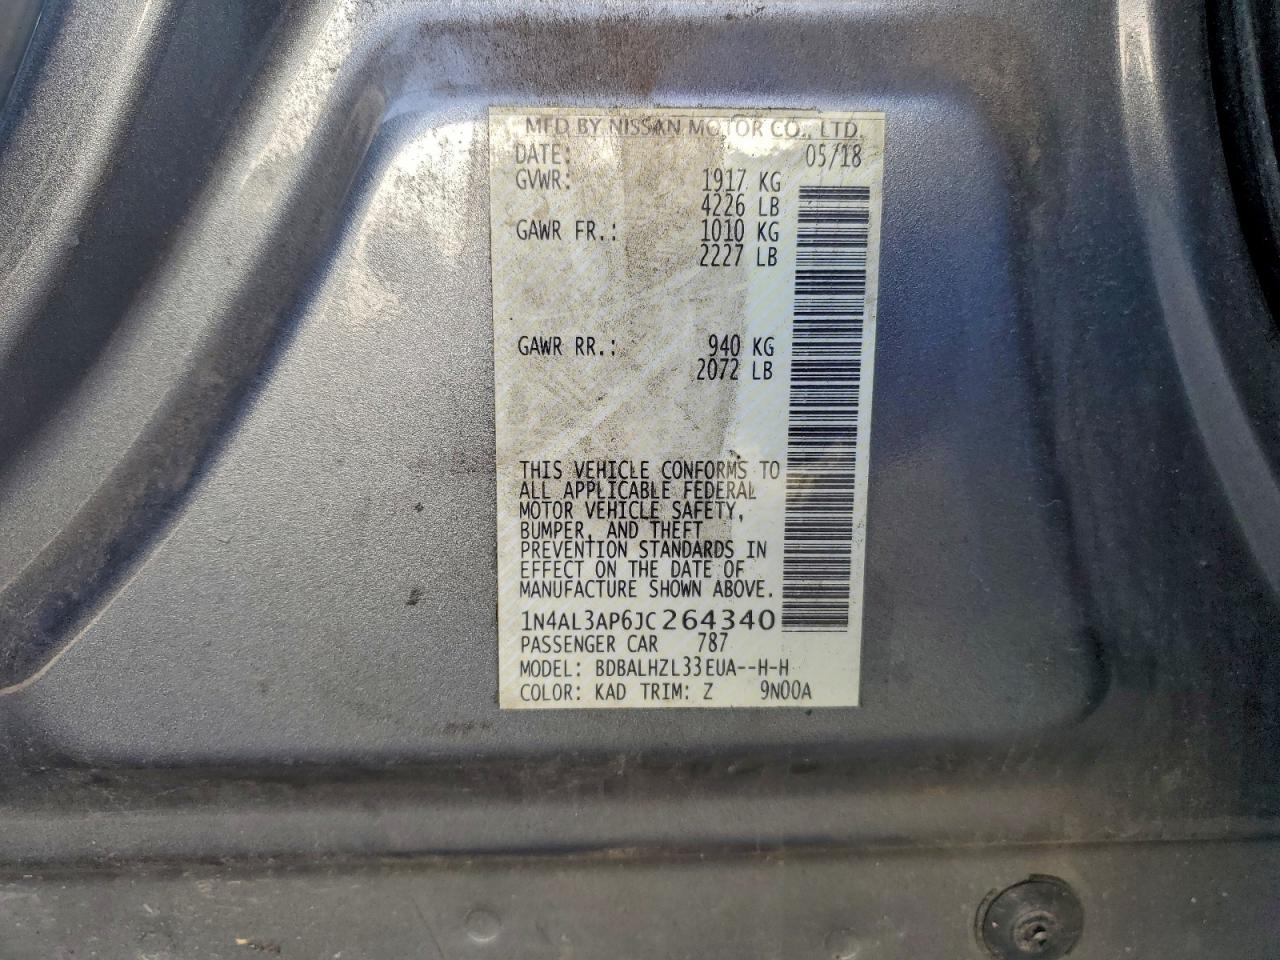 MFD BY NISSAN MOTOR CO., LTD.
DATE: 05/18
GVWR: 1917 KG
4226 LB
GAWR FR.: 1010 KG
2227 LB
GAWR RR.: 940 KG
2072 LB
THIS VEHICLE CONFORMS TO
ALL APPLICABLE FEDERAL
MOTOR VEHICLE SAFETY,
BUMPER, AND THEFT
PREVENTION STANDARDS IN
EFFECT ON THE DATE OF
MANUFACTURE SHOWN ABOVE.
1N4AL3AP6JC264340
PASSENGER CAR 787
MODEL: BDBALHZL33EUA--H-H
COLOR: KAD TRIM: Z 9N00A